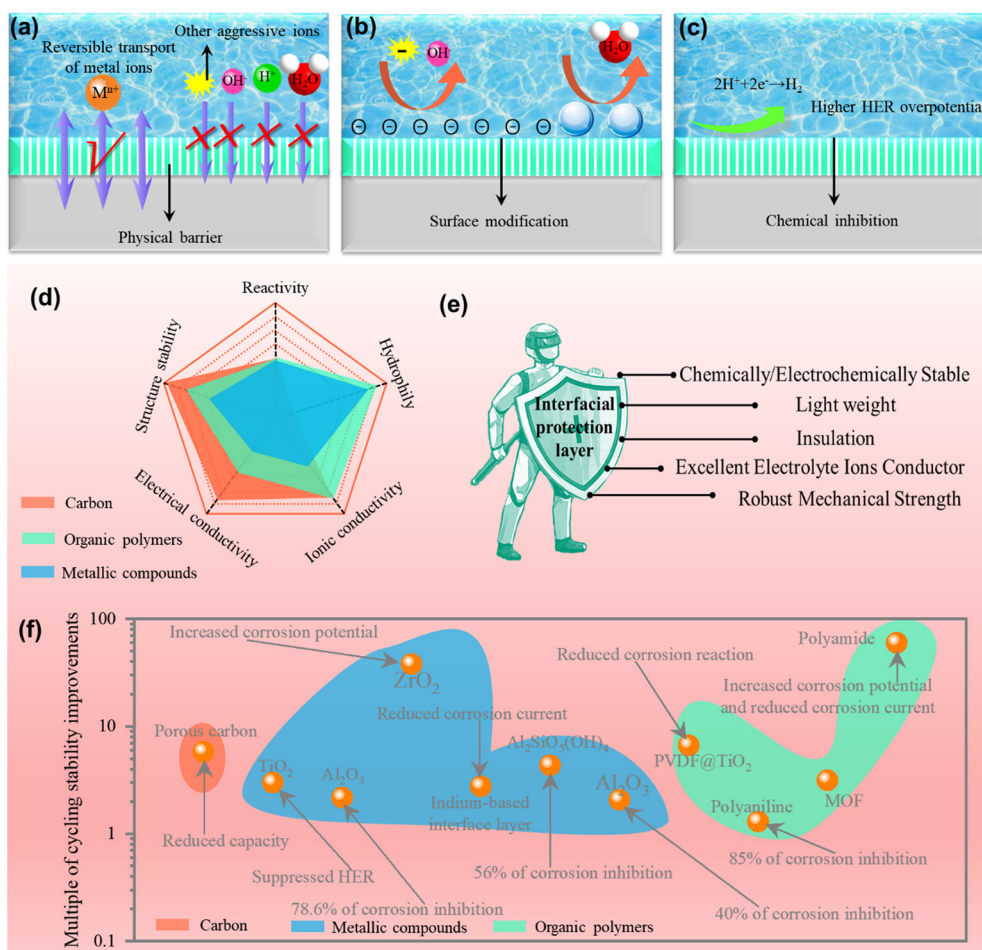 (a)
Reversible transport
of metal ions
Mⁿ⁺
Other aggressive ions
OH⁻
H⁺
H₂O
Physical barrier
(b)
−
OH⁻
H₂O
⊖ ⊖ ⊖ ⊖ ⊖ ⊖ ⊖
Surface modification
(c)
2H⁺+2e⁻→H₂
Higher HER overpotential
Chemical inhibition
(d)
Reactivity
Hydrophily
Ionic conductivity
Electrical conductivity
Structure stability
Carbon
Organic polymers
Metallic compounds
(e)
Interfacial
protection
layer
Chemically/Electrochemically Stable
Light weight
Insulation
Excellent Electrolyte Ions Conductor
Robust Mechanical Strength
(f)
Multiple of cycling stability improvements
100
10
1
0.1
Porous carbon
Reduced capacity
Increased corrosion potential
ZrO₂
TiO₂
Suppressed HER
Al₂O₃
78.6% of corrosion inhibition
Reduced corrosion current
Indium-based
interface layer
Al₂SiO₅(OH)₄
56% of corrosion inhibition
Al₂O₃
40% of corrosion inhibition
Reduced corrosion reaction
PVDF@TiO₂
Polyaniline
85% of corrosion inhibition
MOF
Polyamide
Increased corrosion potential
and reduced corrosion current
Carbon
Metallic compounds
Organic polymers